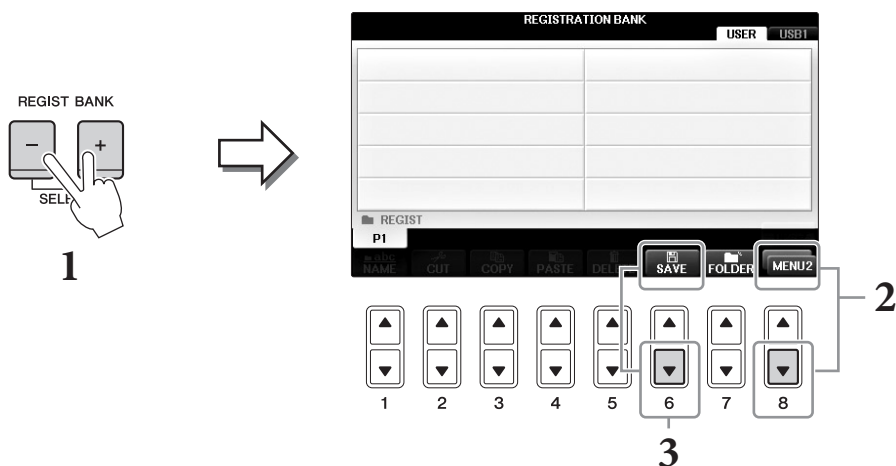 REGISTRATION BANK
USER USB1
REGIST BANK
- +
1
REGIST
P1
NAME CUT COPY PASTE SAVE FOLDER MENU2
2
1 2 3 4 5 6 7 8
3